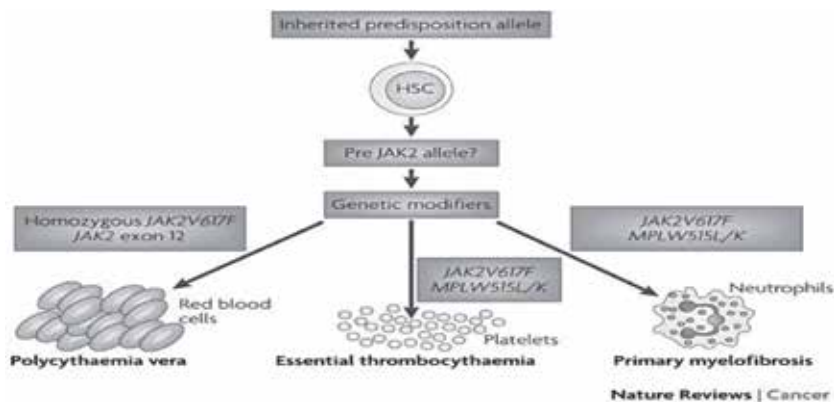 Inherited predisposition allele
HSC
Pre JAK2 allele?
Genetic modifiers
Homozygous JAK2V617F
JAK2 exon 12
JAK2V617F
MPLW515L/K
JAK2V617F
MPLW515L/K
Red blood
cells
Platelets
Neutrophils
Polycythaemia vera
Essential thrombocythaemia
Primary myelofibrosis
Nature Reviews | Cancer